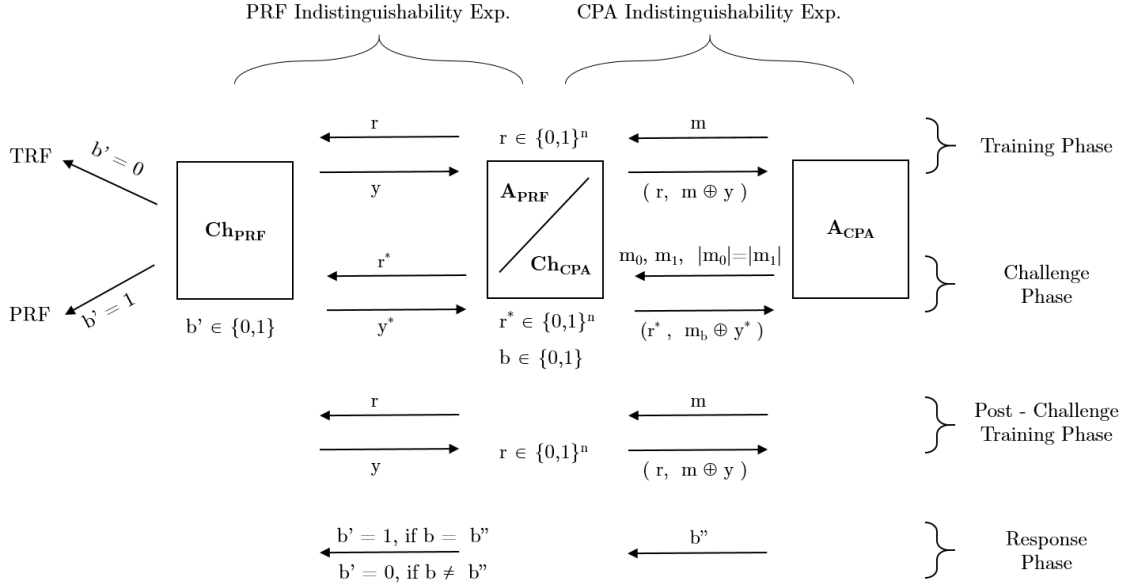 PRF Indistinguishability Exp.
CPA Indistinguishability Exp.
r
r ∈ {0,1}ⁿ
m
Training Phase
TRF
b' = 0
y
( r, m ⊕ y )
A_PRF
Ch_PRF
Ch_CPA
A_CPA
r*
m₀, m₁, |m₀|=|m₁|
Challenge
Phase
PRF
b' = 1
b' ∈ {0,1}
y*
r* ∈ {0,1}ⁿ
(r* , m_b ⊕ y* )
b ∈ {0,1}
r
m
Post - Challenge
Training Phase
y
r ∈ {0,1}ⁿ
( r, m ⊕ y )
b' = 1, if b = b"
b' = 0, if b ≠ b"
b"
Response
Phase